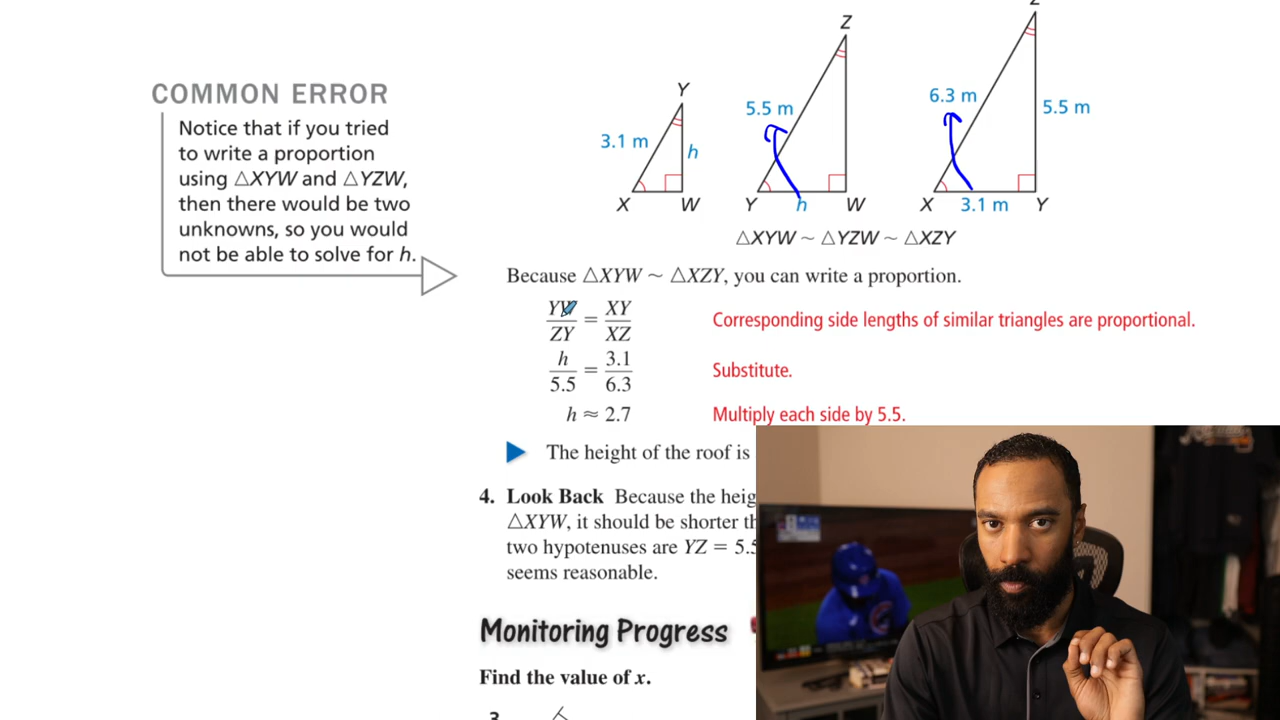 COMMON ERROR
Notice that if you tried
to write a proportion
using △XYW and △YZW,
then there would be two
unknowns, so you would
not be able to solve for h.
Y
3.1 m
h
X
W
Z
5.5 m
Y
h
W
6.3 m
5.5 m
X
3.1 m
Y
△XYW ~ △YZW ~ △XZY
Because △XYW ~ △XZY, you can write a proportion.
YW/ZY = XY/XZ
Corresponding side lengths of similar triangles are proportional.
h/5.5 = 3.1/6.3
Substitute.
h ≈ 2.7
Multiply each side by 5.5.
The height of the roof is
4. Look Back Because the heig
△XYW, it should be shorter th
two hypotenuses are YZ = 5.5
seems reasonable.
Monitoring Progress
Find the value of x.
3